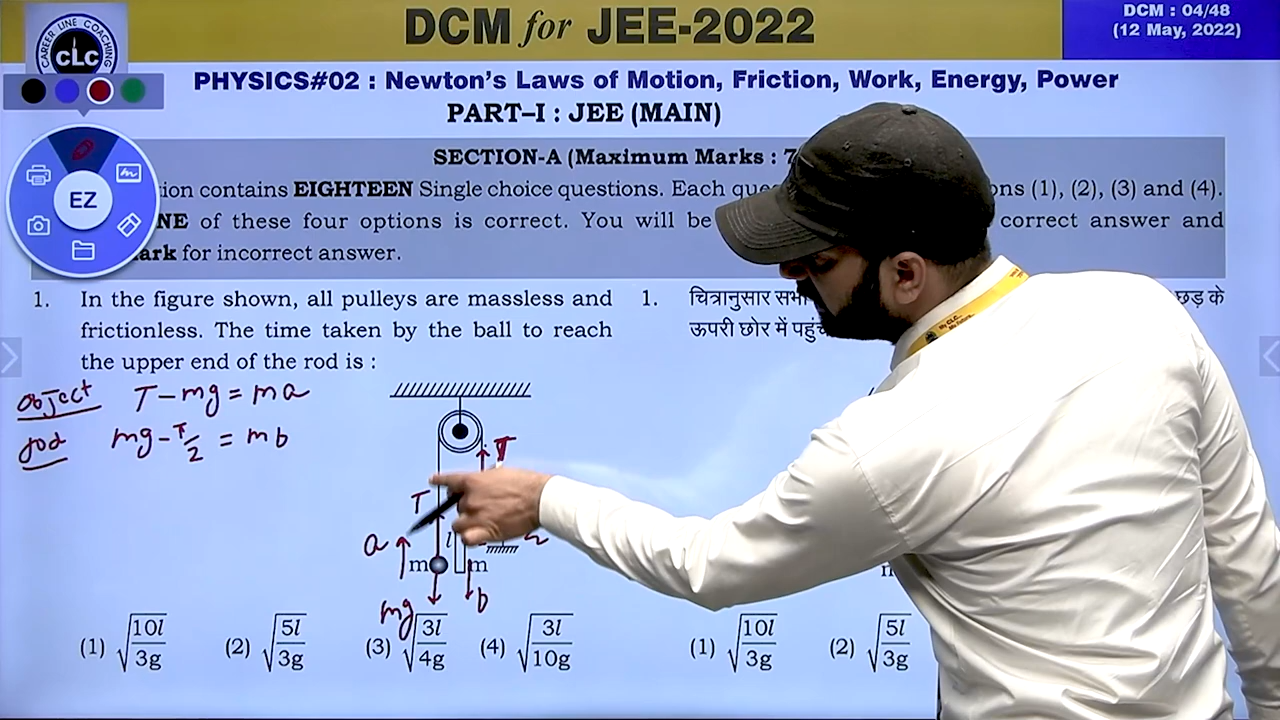 DCM for JEE-2022
DCM : 04/48
(12 May, 2022)
CAREER LINE COACHING
CLC
PHYSICS#02 : Newton's Laws of Motion, Friction, Work, Energy, Power
PART–I : JEE (MAIN)
SECTION-A (Maximum Marks : 7
tion contains EIGHTEEN Single choice questions. Each que ons (1), (2), (3) and (4).
NE of these four options is correct. You will be correct answer and
ark for incorrect answer.
EZ
1. In the figure shown, all pulleys are massless and
frictionless. The time taken by the ball to reach
the upper end of the rod is :
1. चित्रानुसार सभी छड़ के
ऊपरी छोर में पहुंच
object T – mg = ma
rod mg – T/2 = mb
T
T
a
l
m
m
mg
b
(1) √(10l/3g) (2) √(5l/3g) (3) √(3l/4g) (4) √(3l/10g)
(1) √(10l/3g) (2) √(5l/3g)